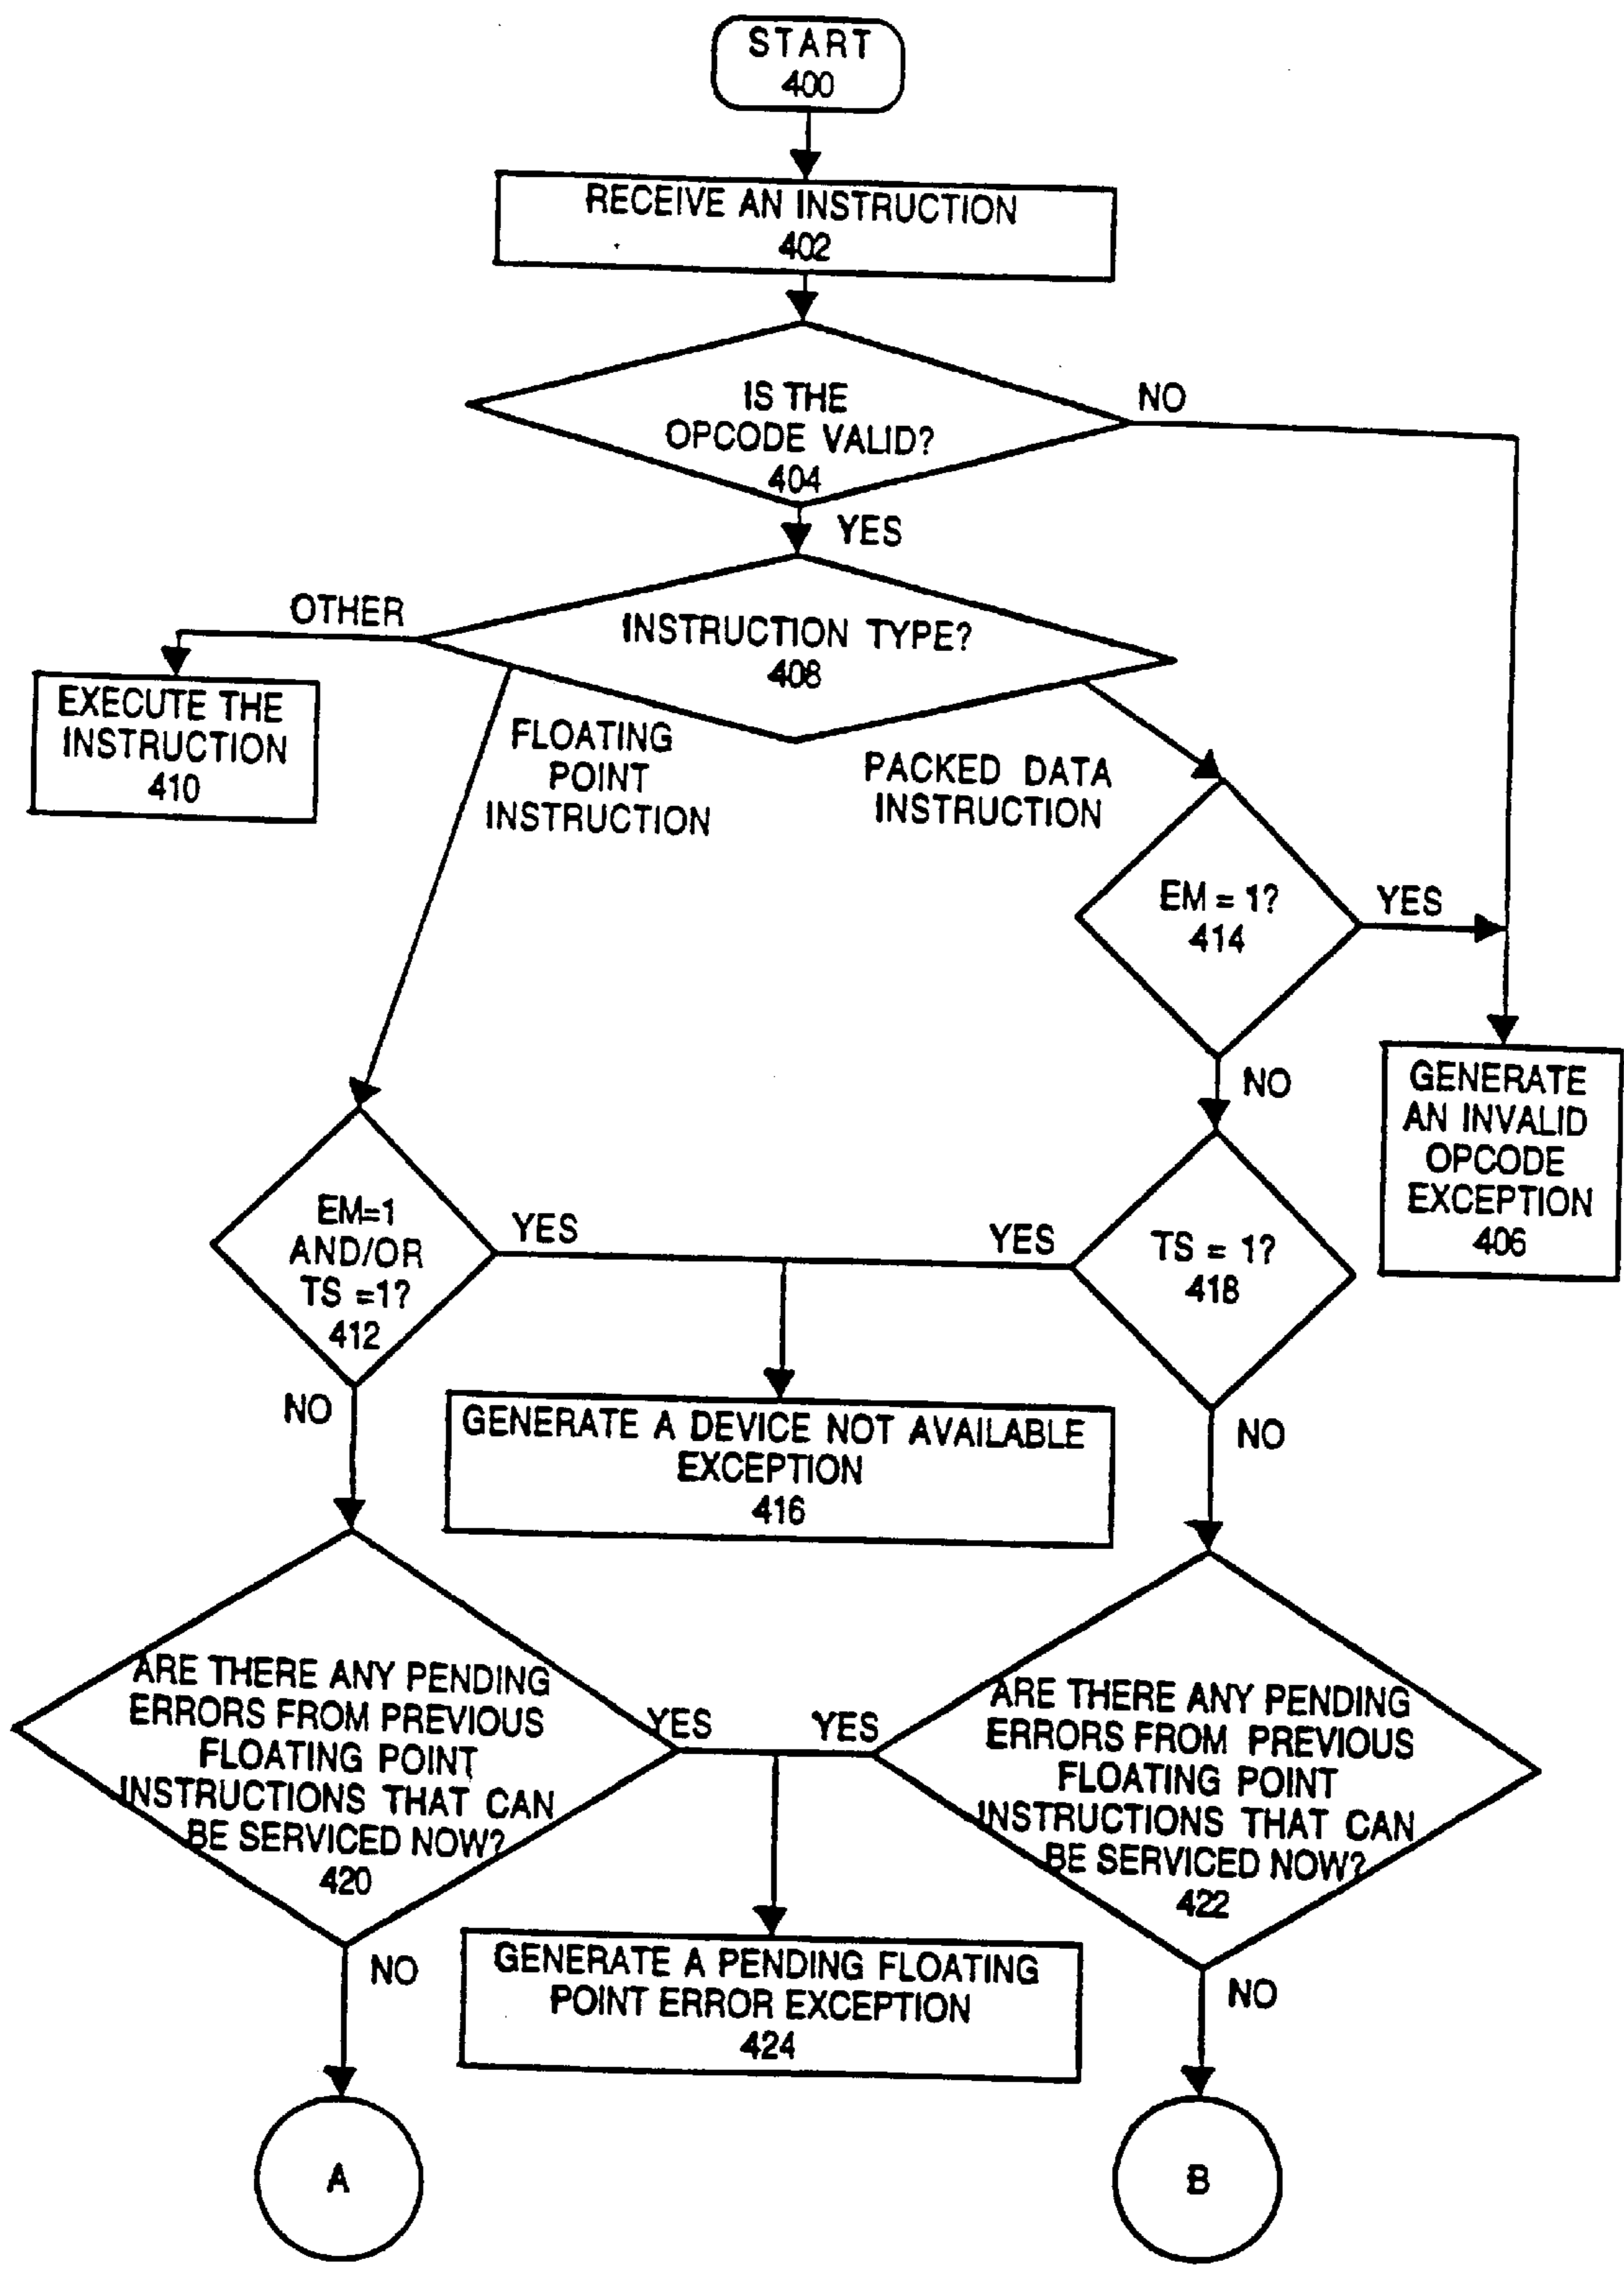 START
400
RECEIVE AN INSTRUCTION
402
IS THE
OPCODE VALID?
404
NO
YES
OTHER
INSTRUCTION TYPE?
408
EXECUTE THE
INSTRUCTION
410
FLOATING
POINT
INSTRUCTION
PACKED DATA
INSTRUCTION
EM = 1?
414
YES
NO
GENERATE
AN INVALID
OPCODE
EXCEPTION
406
EM=1
AND/OR
TS =1?
412
YES
YES
TS = 1?
418
NO
GENERATE A DEVICE NOT AVAILABLE
EXCEPTION
416
NO
ARE THERE ANY PENDING
ERRORS FROM PREVIOUS
FLOATING POINT
INSTRUCTIONS THAT CAN
BE SERVICED NOW?
420
YES
YES
ARE THERE ANY PENDING
ERRORS FROM PREVIOUS
FLOATING POINT
INSTRUCTIONS THAT CAN
BE SERVICED NOW?
422
NO
GENERATE A PENDING FLOATING
POINT ERROR EXCEPTION
424
NO
A
B